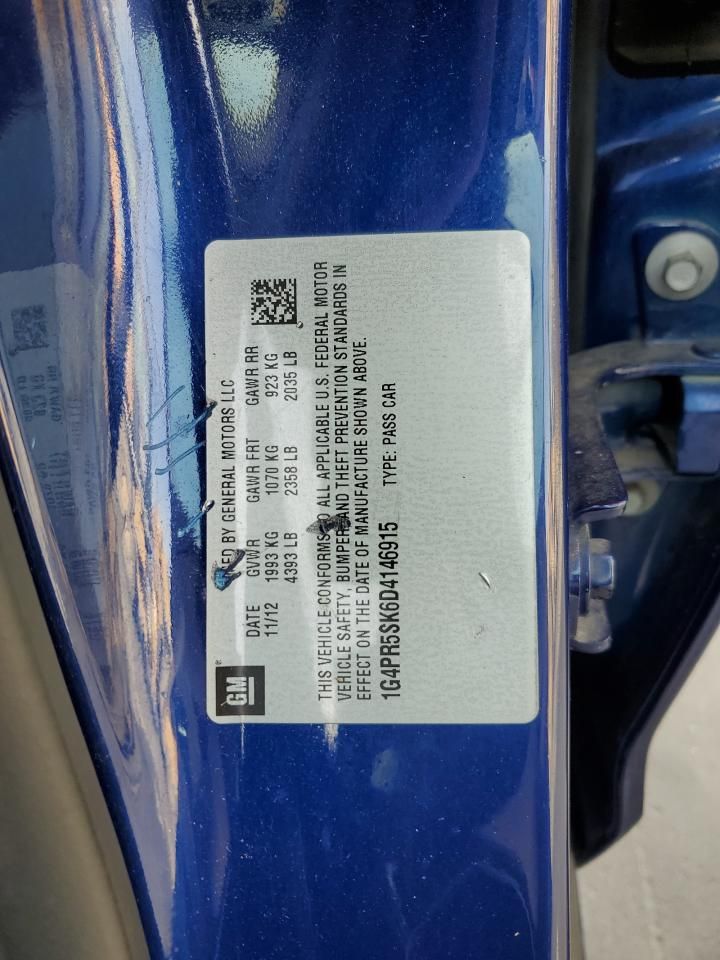 GM
ED BY GENERAL MOTORS LLC
DATE GVWR GAWR FRT GAWR RR
11/12 1993 KG 1070 KG 923 KG
4393 LB 2358 LB 2035 LB
THIS VEHICLE CONFORMS TO ALL APPLICABLE U.S. FEDERAL MOTOR
VEHICLE SAFETY, BUMPER AND THEFT PREVENTION STANDARDS IN
EFFECT ON THE DATE OF MANUFACTURE SHOWN ABOVE.
1G4PR5SK6D4146915 TYPE: PASS CAR